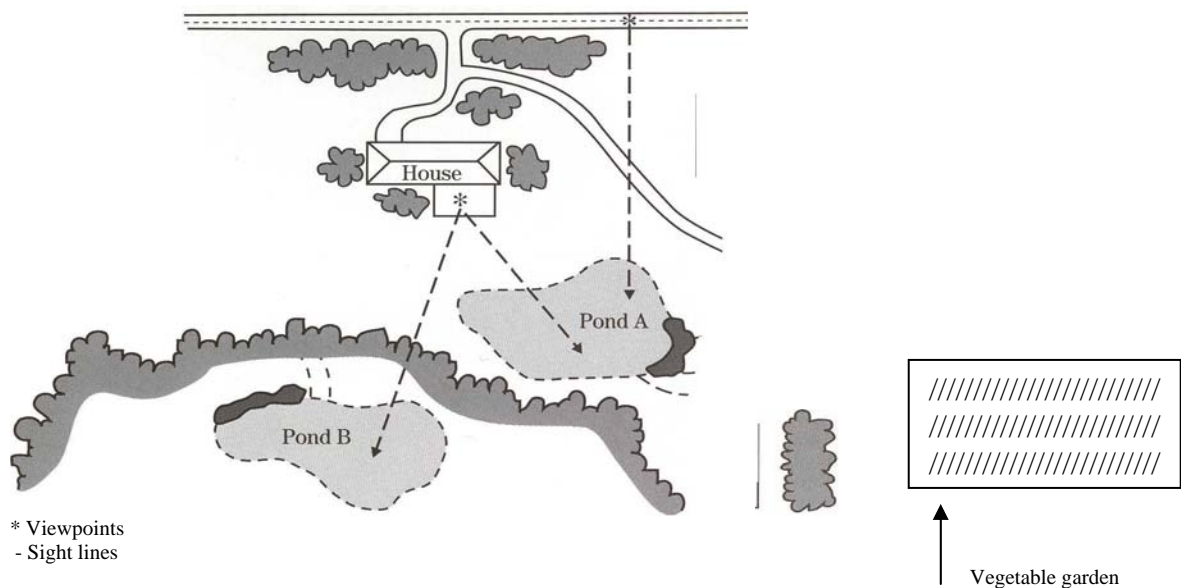 House
Pond A
Pond B
* Viewpoints
- Sight lines
Vegetable garden